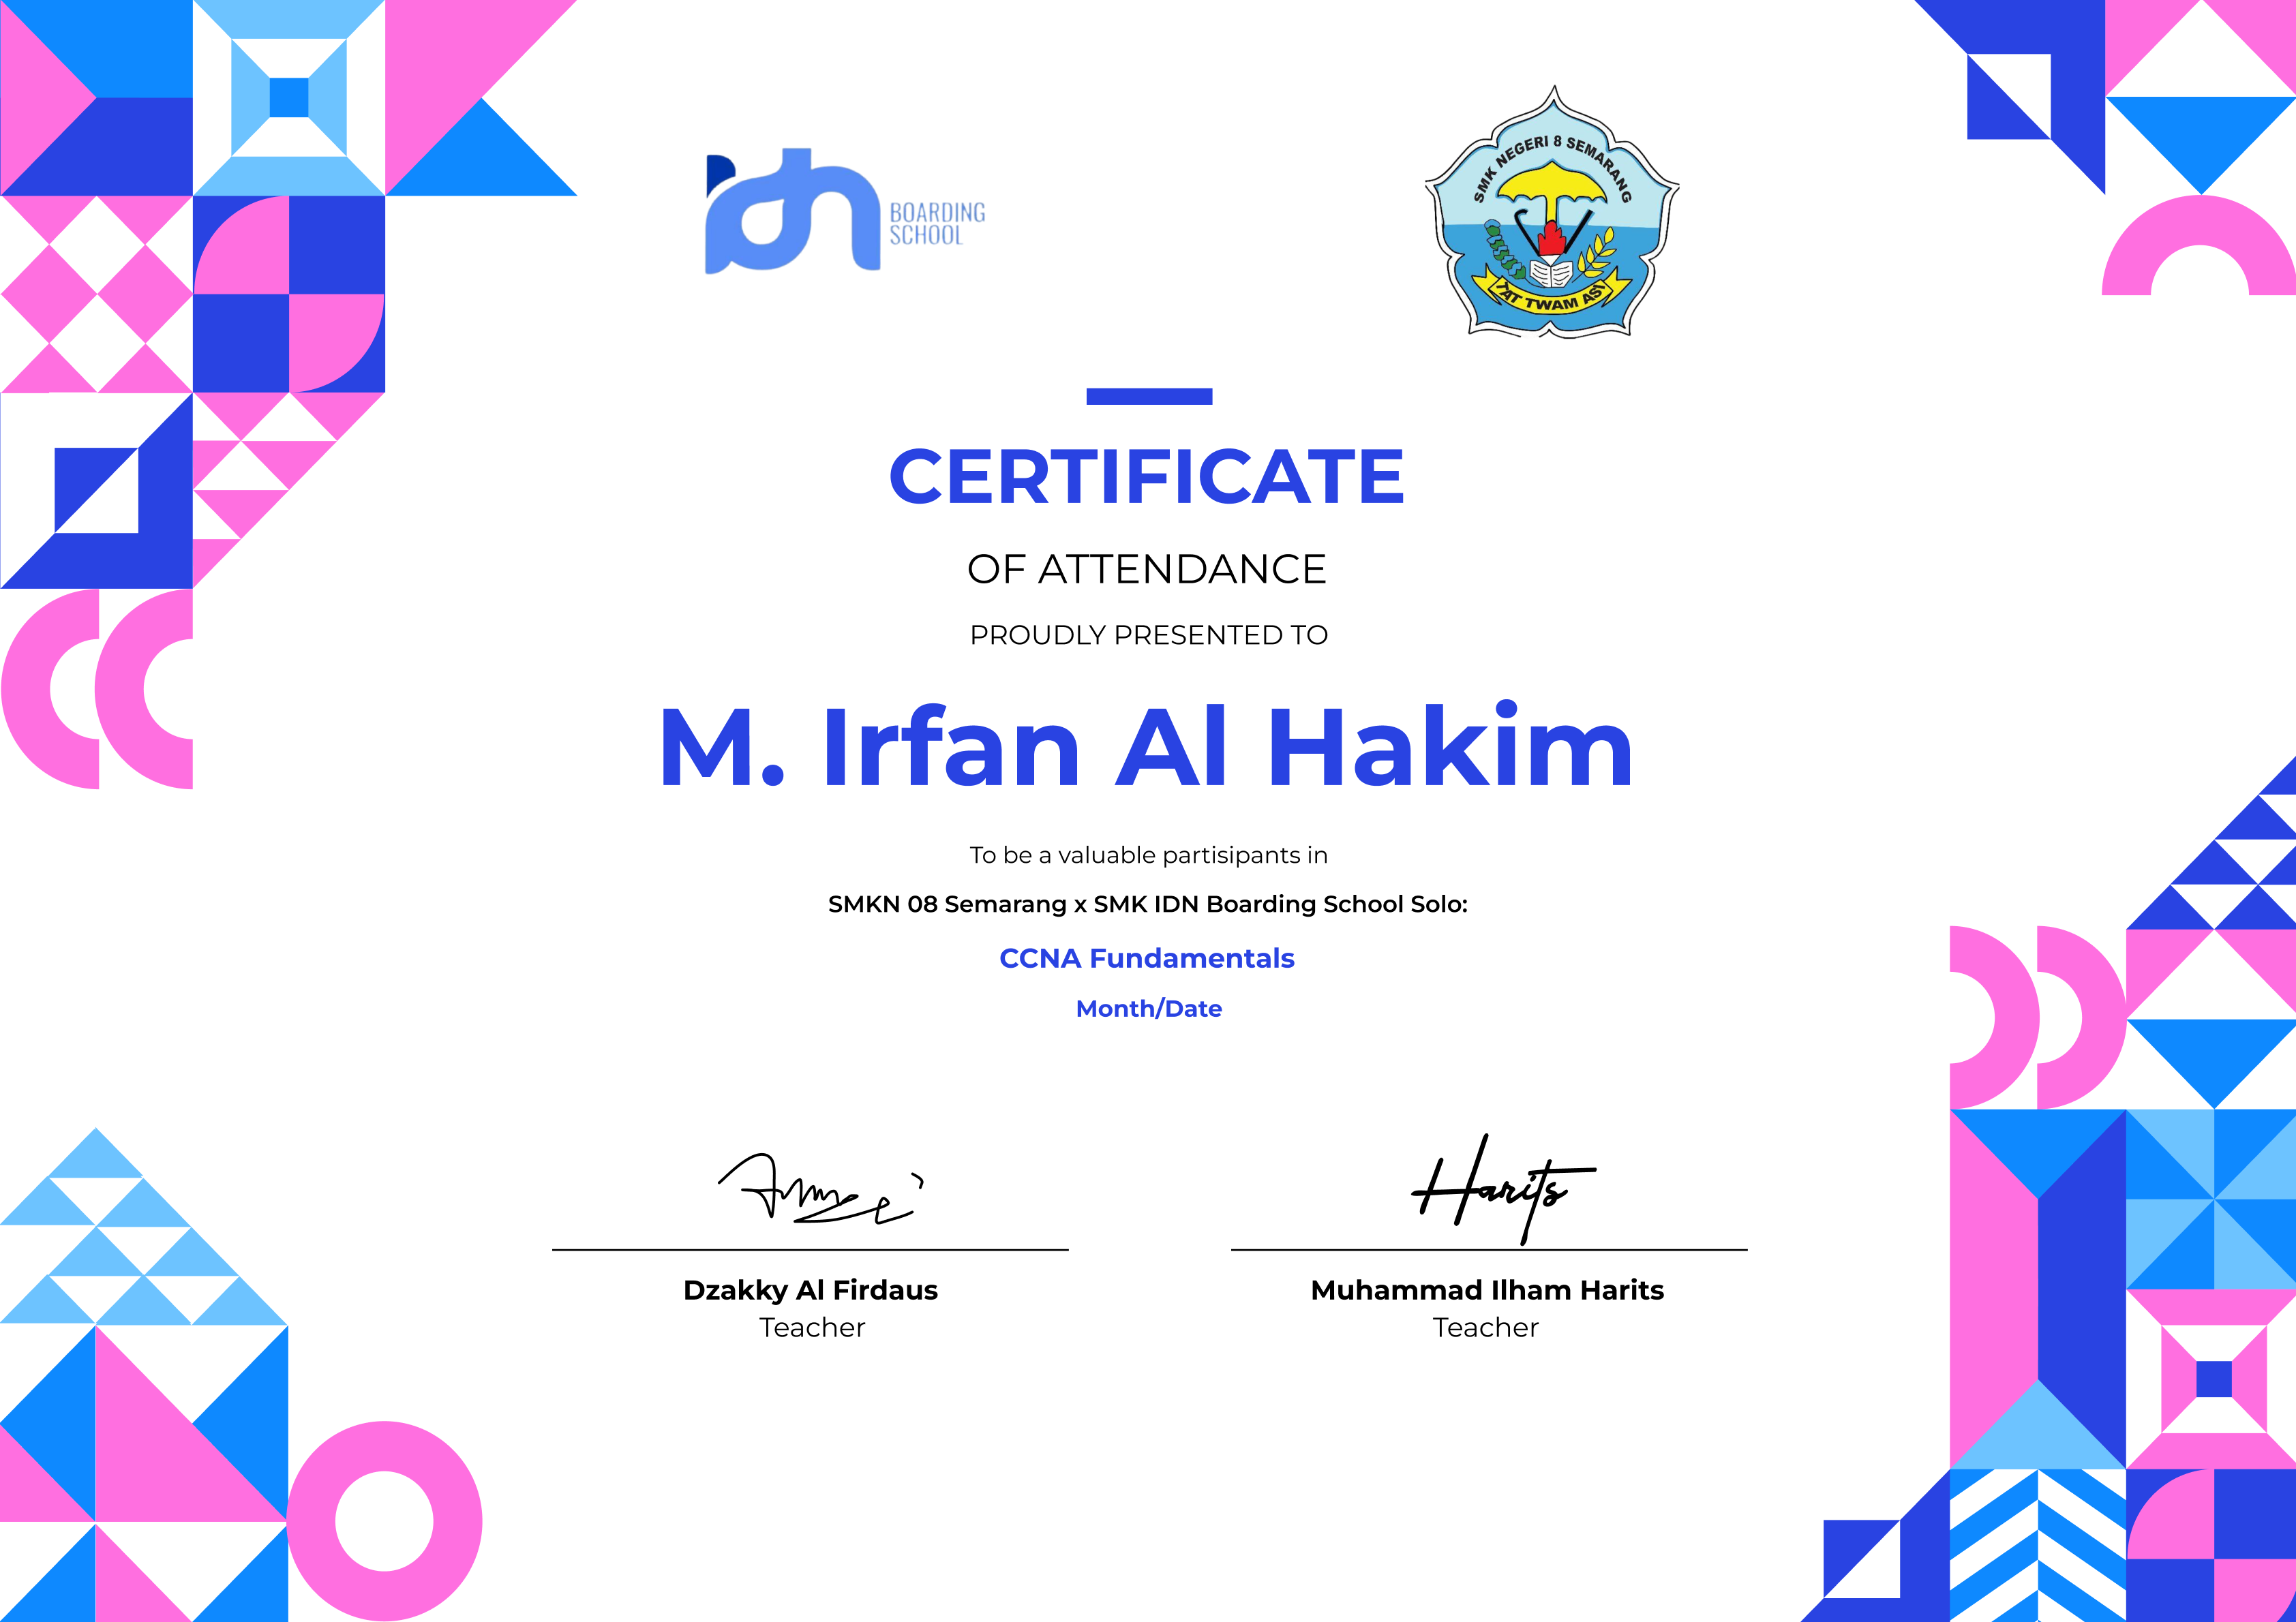 idn BOARDING
SCHOOL
SMK NEGERI 8 SEMARANG
TAT TWAM ASI
CERTIFICATE
OF ATTENDANCE
PROUDLY PRESENTED TO
M. Irfan Al Hakim
To be a valuable partisipants in
SMKN 08 Semarang x SMK IDN Boarding School Solo:
CCNA Fundamentals
Month/Date
Harits
Dzakky Al Firdaus
Muhammad Ilham Harits
Teacher
Teacher